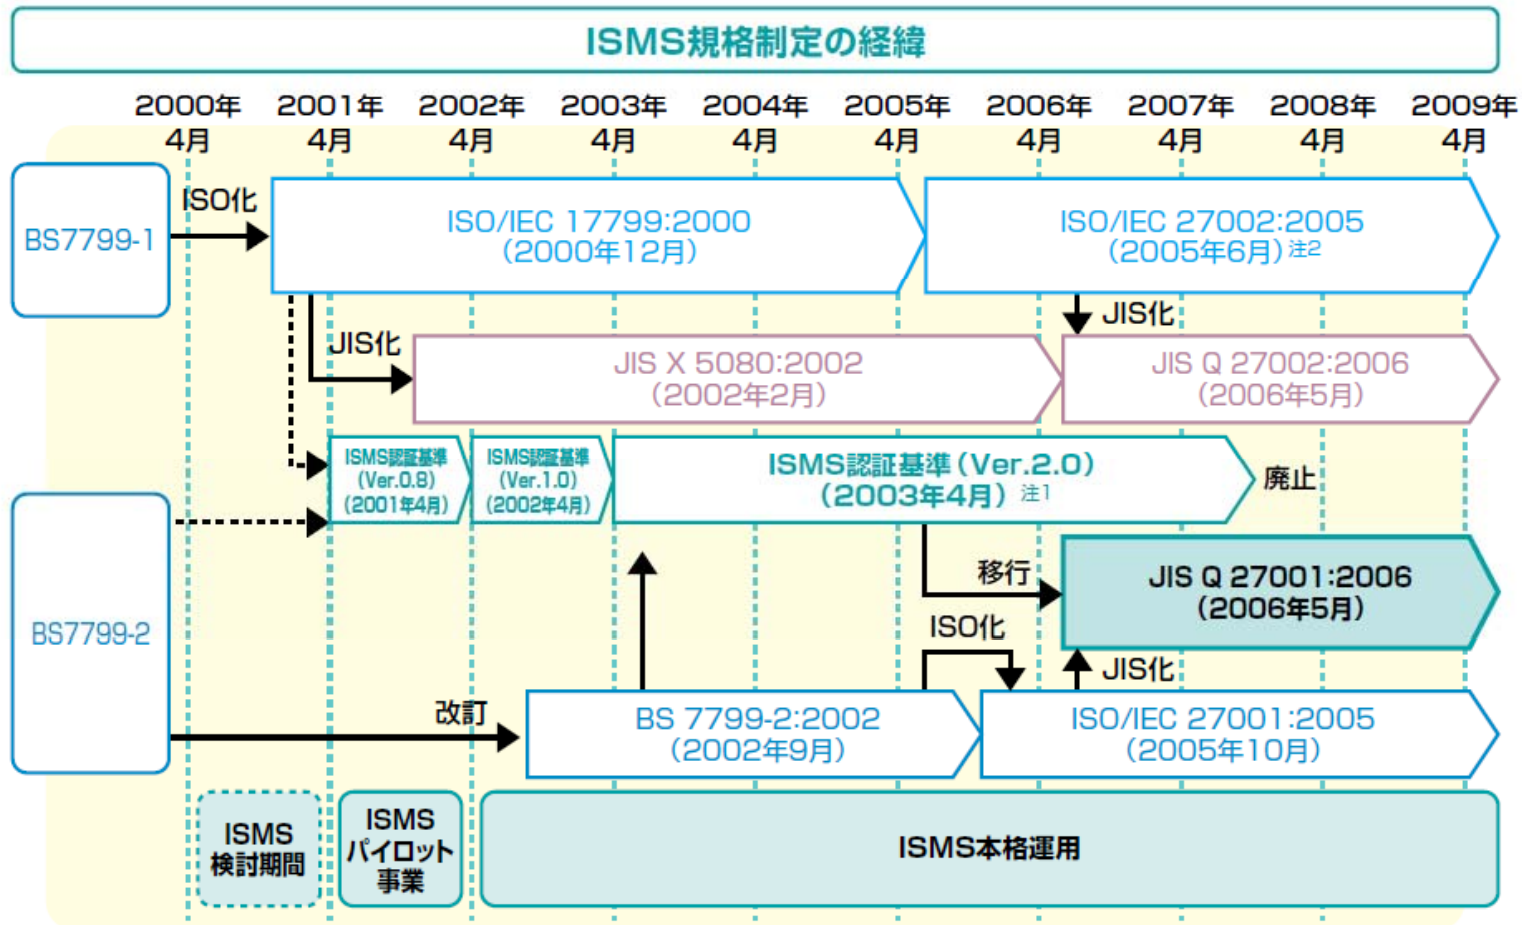 ISMS規格制定の経緯
2000年 2001年 2002年 2003年 2004年 2005年 2006年 2007年 2008年 2009年
4月 4月 4月 4月 4月 4月 4月 4月 4月 4月
BS7799-1
ISO化
ISO/IEC 17799:2000
（2000年12月）
ISO/IEC 27002:2005
（2005年6月）注2
JIS化
JIS化
JIS X 5080:2002
（2002年2月）
JIS Q 27002:2006
（2006年5月）
ISMS認証基準
（Ver.0.8）
（2001年4月）
ISMS認証基準
（Ver.1.0）
（2002年4月）
ISMS認証基準（Ver.2.0）
（2003年4月）注1
廃止
BS7799-2
移行
JIS Q 27001:2006
（2006年5月）
ISO化
JIS化
改訂
BS 7799-2:2002
（2002年9月）
ISO/IEC 27001:2005
（2005年10月）
ISMS
検討期間
ISMS
パイロット
事業
ISMS本格運用